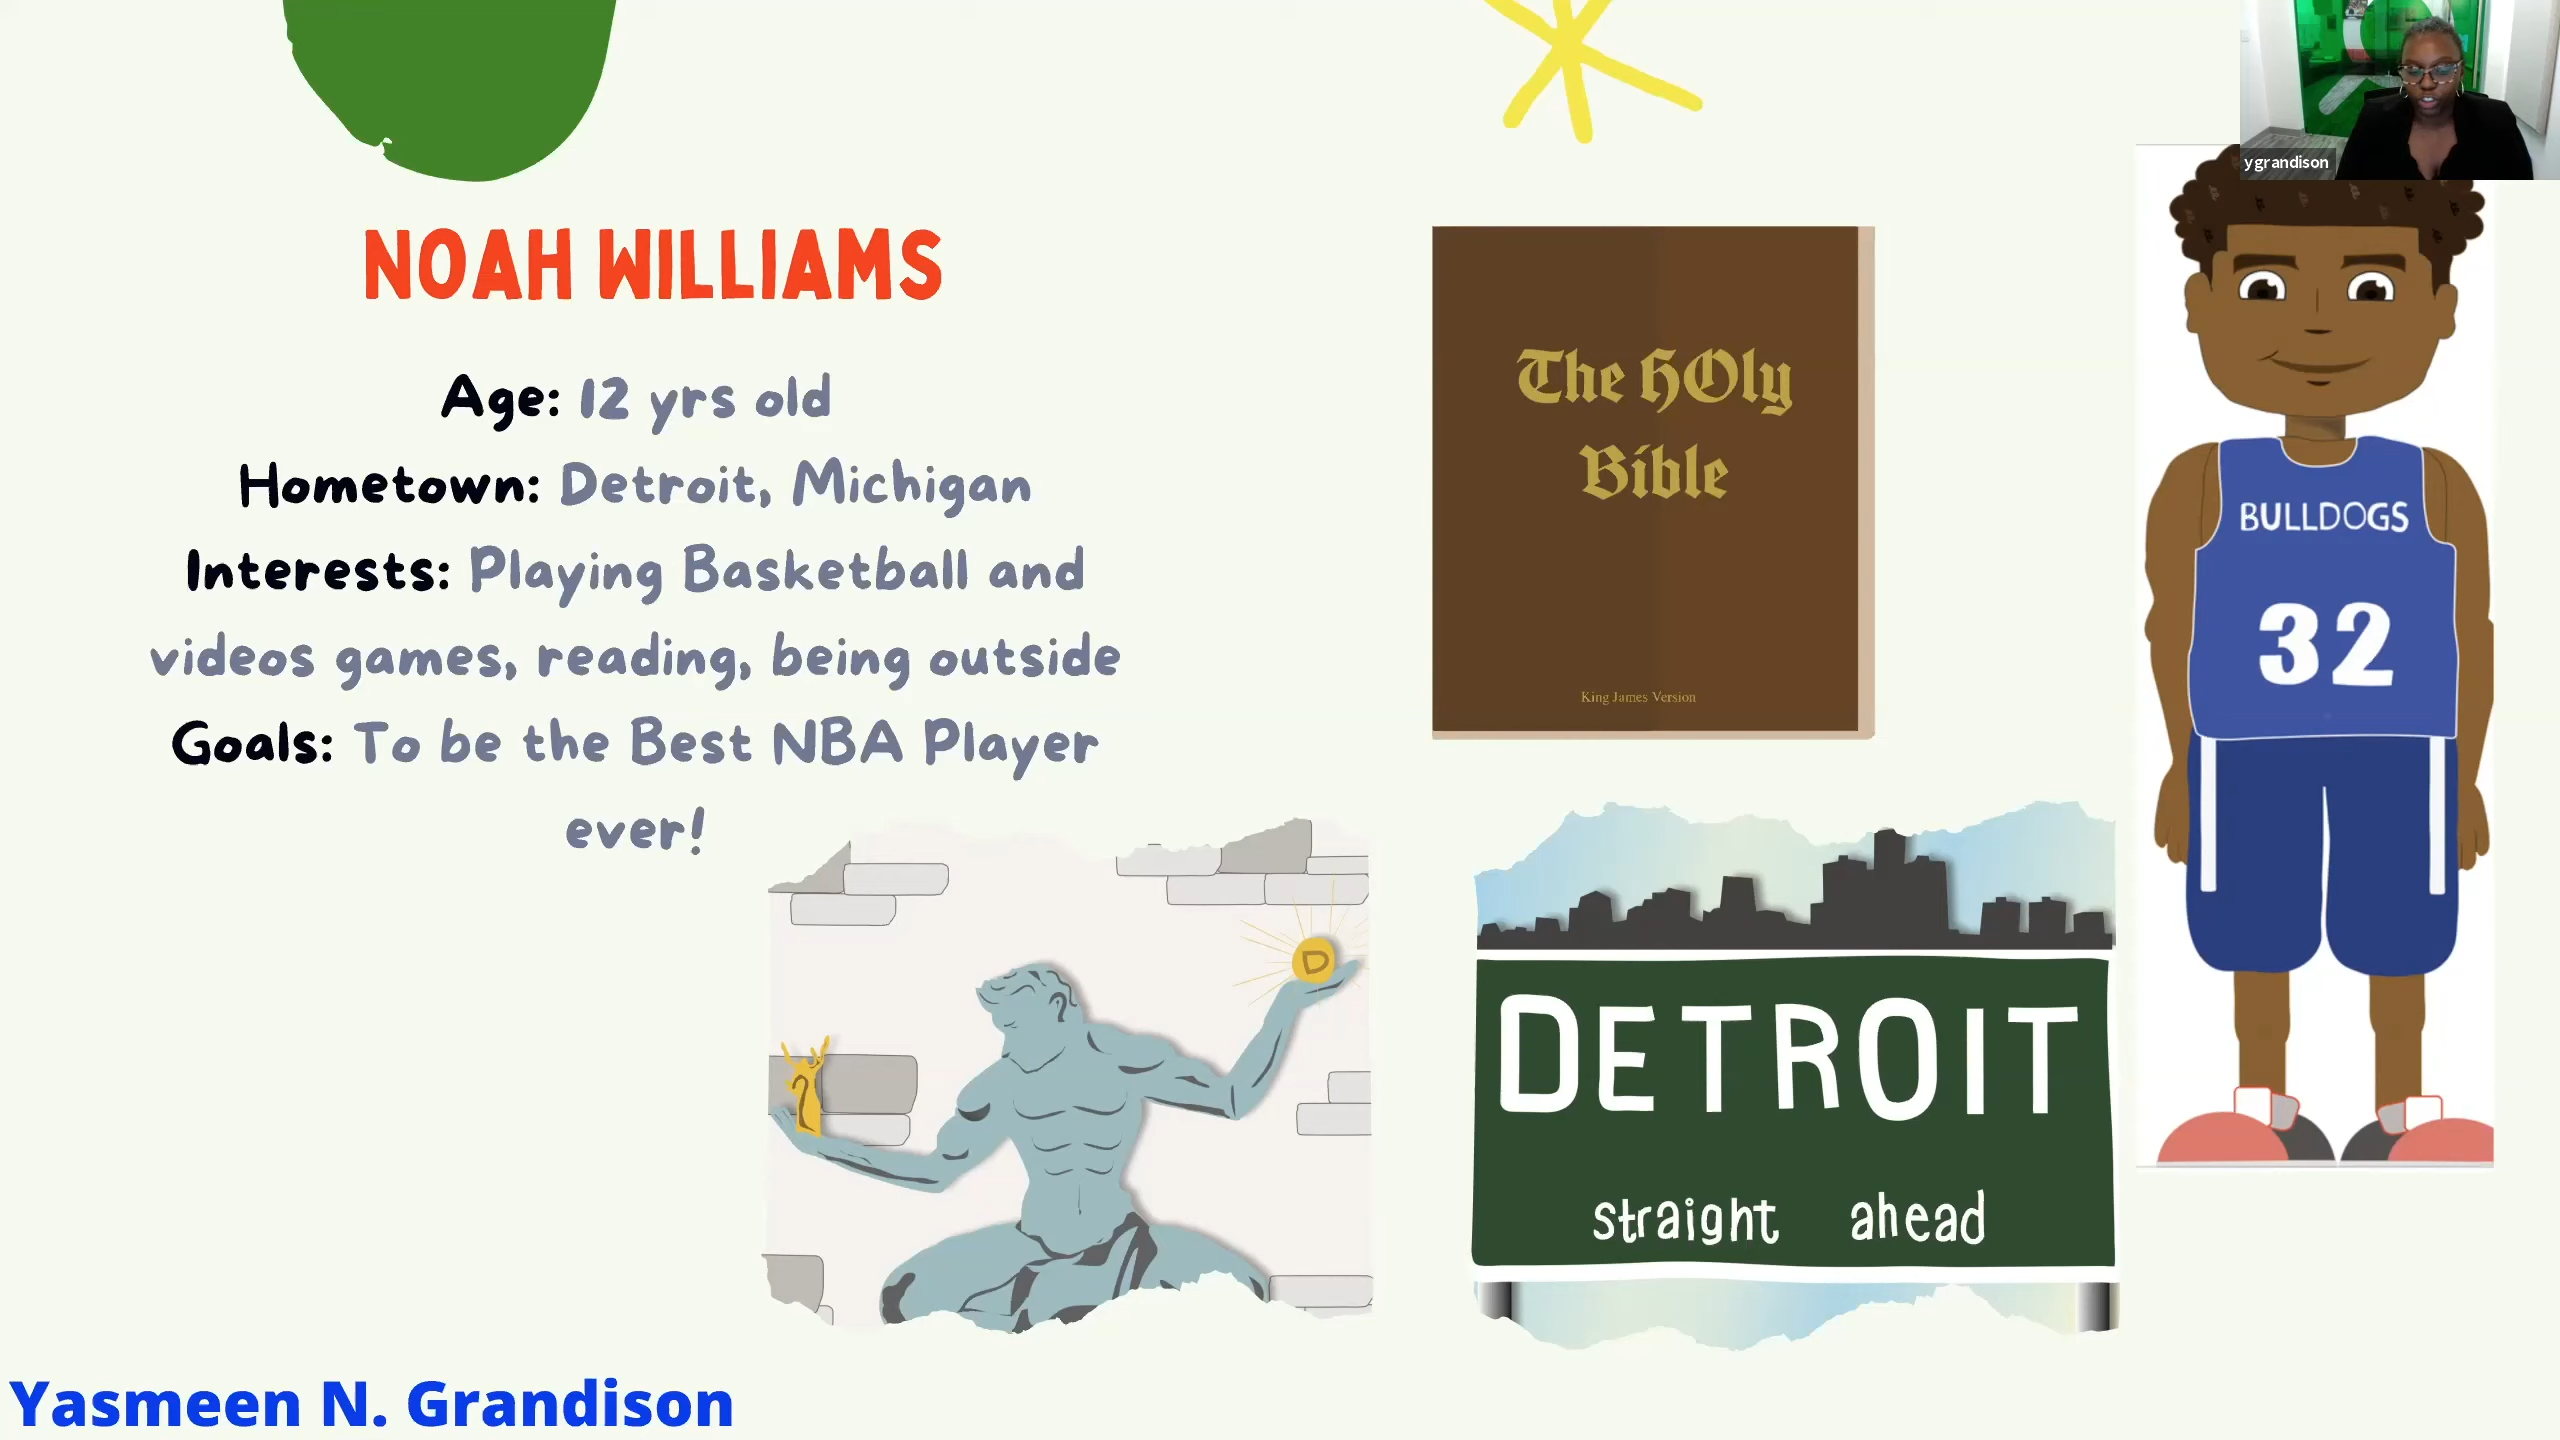 ygrandison
NOAH WILLIAMS
Age: 12 yrs old
Hometown: Detroit, Michigan
Interests: Playing Basketball and
videos games, reading, being outside
Goals: To be the Best NBA Player
ever!
The HOly
Bible
King James Version
BULLDOGS
32
D
DETROIT
straight ahead
Yasmeen N. Grandison